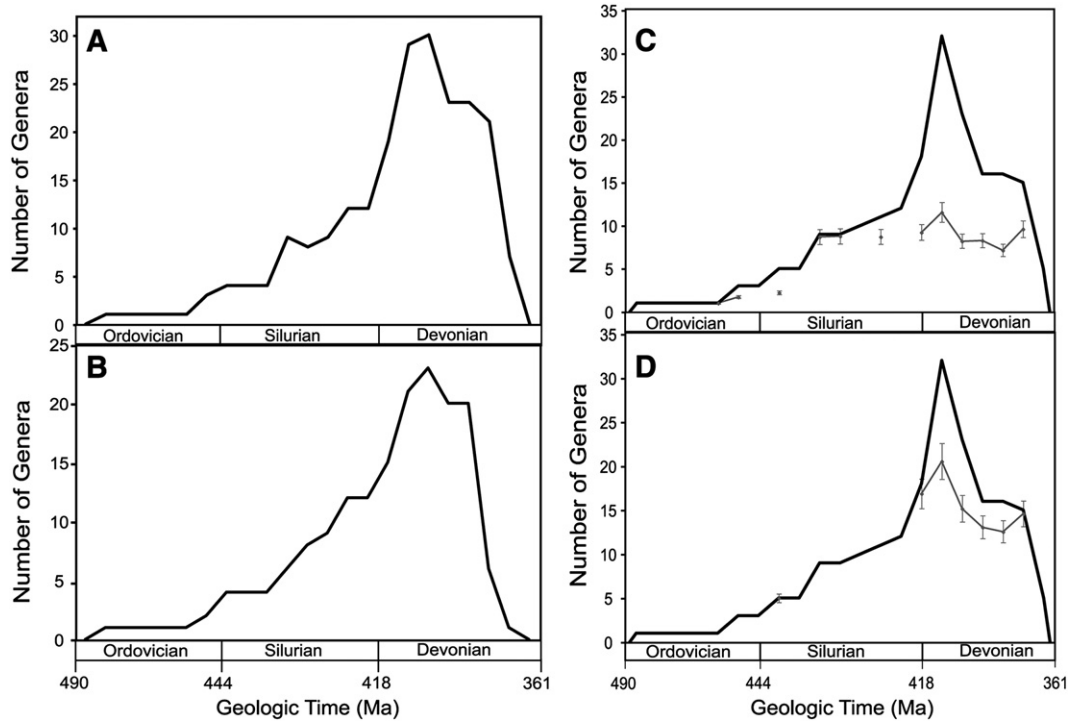 A
Number of Genera
30
25
20
15
10
5
0
Ordovician Silurian Devonian
B
Number of Genera
25
20
15
10
5
0
Ordovician Silurian Devonian
490 444 418 361
Geologic Time (Ma)
C
Number of Genera
35
30
25
20
15
10
5
0
Ordovician Silurian Devonian
D
Number of Genera
35
30
25
20
15
10
5
0
Ordovician Silurian Devonian
490 444 418 361
Geologic Time (Ma)